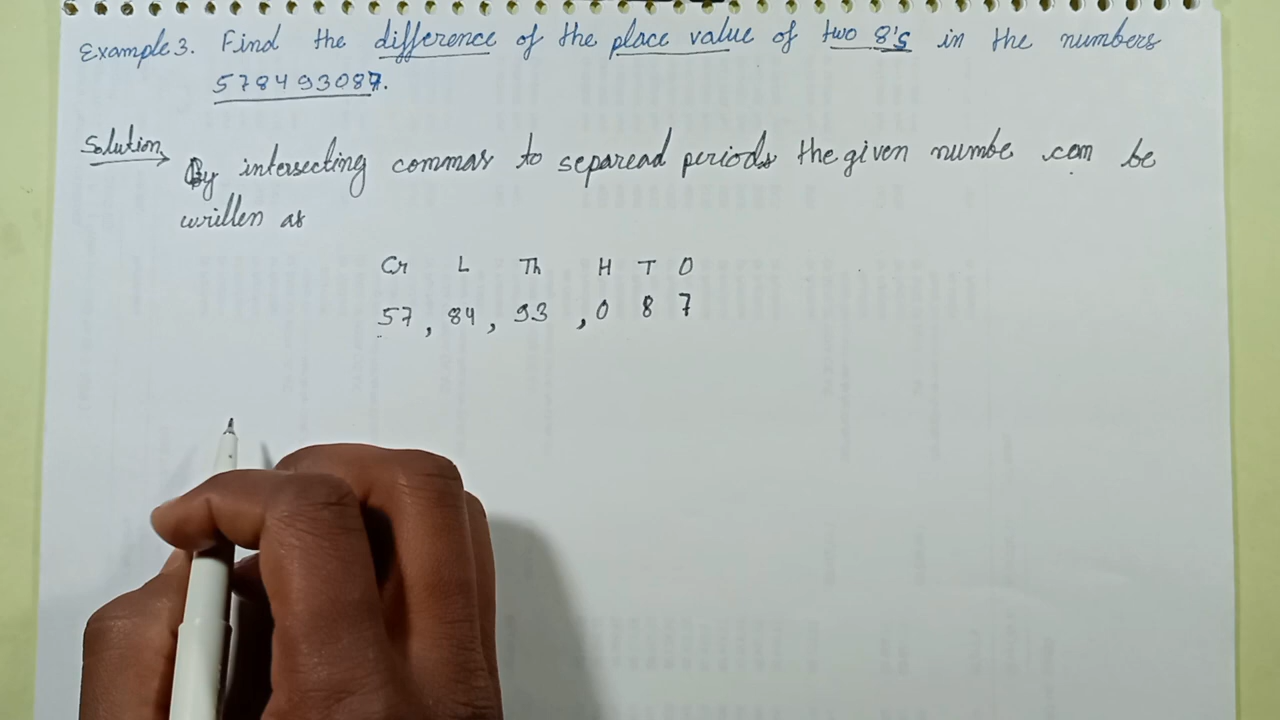 Example 3. Find the difference of the place value of two 8's in the numbers
578493087.
Solution
By intersecting commas to separead periods the given numbe can be
writlen as
Cr L Th H T O
57, 84, 93, 0 8 7